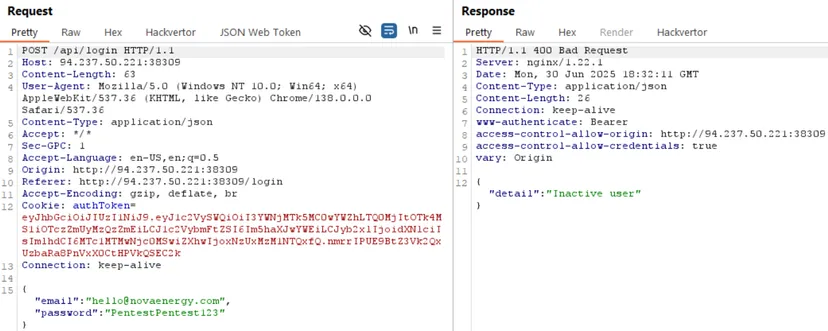 Request
Pretty Raw Hex Hackvertor JSON Web Token \n
1 POST /api/login HTTP/1.1
2 Host: 94.237.50.221:38309
3 Content-Length: 63
4 User-Agent: Mozilla/5.0 (Windows NT 10.0; Win64; x64)
AppleWebKit/537.36 (KHTML, like Gecko) Chrome/138.0.0.0
Safari/537.36
5 Content-Type: application/json
6 Accept: */*
7 Sec-GPC: 1
8 Accept-Language: en-US,en;q=0.5
9 Origin: http://94.237.50.221:38309
10 Referer: http://94.237.50.221:38309/login
11 Accept-Encoding: gzip, deflate, br
12 Cookie: authToken=
13 Connection: keep-alive
14
15 {
"email":"hello@novaenergy.com",
"password":"PentestPentest123"
}
Response
Pretty Raw Hex Render Hackvertor
1 HTTP/1.1 400 Bad Request
2 Server: nginx/1.22.1
3 Date: Mon, 30 Jun 2025 18:32:11 GMT
4 Content-Type: application/json
5 Content-Length: 26
6 Connection: keep-alive
7 www-authenticate: Bearer
8 access-control-allow-origin: http://94.237.50.221:38309
9 access-control-allow-credentials: true
10 vary: Origin
11
12 {
"detail":"Inactive user"
}